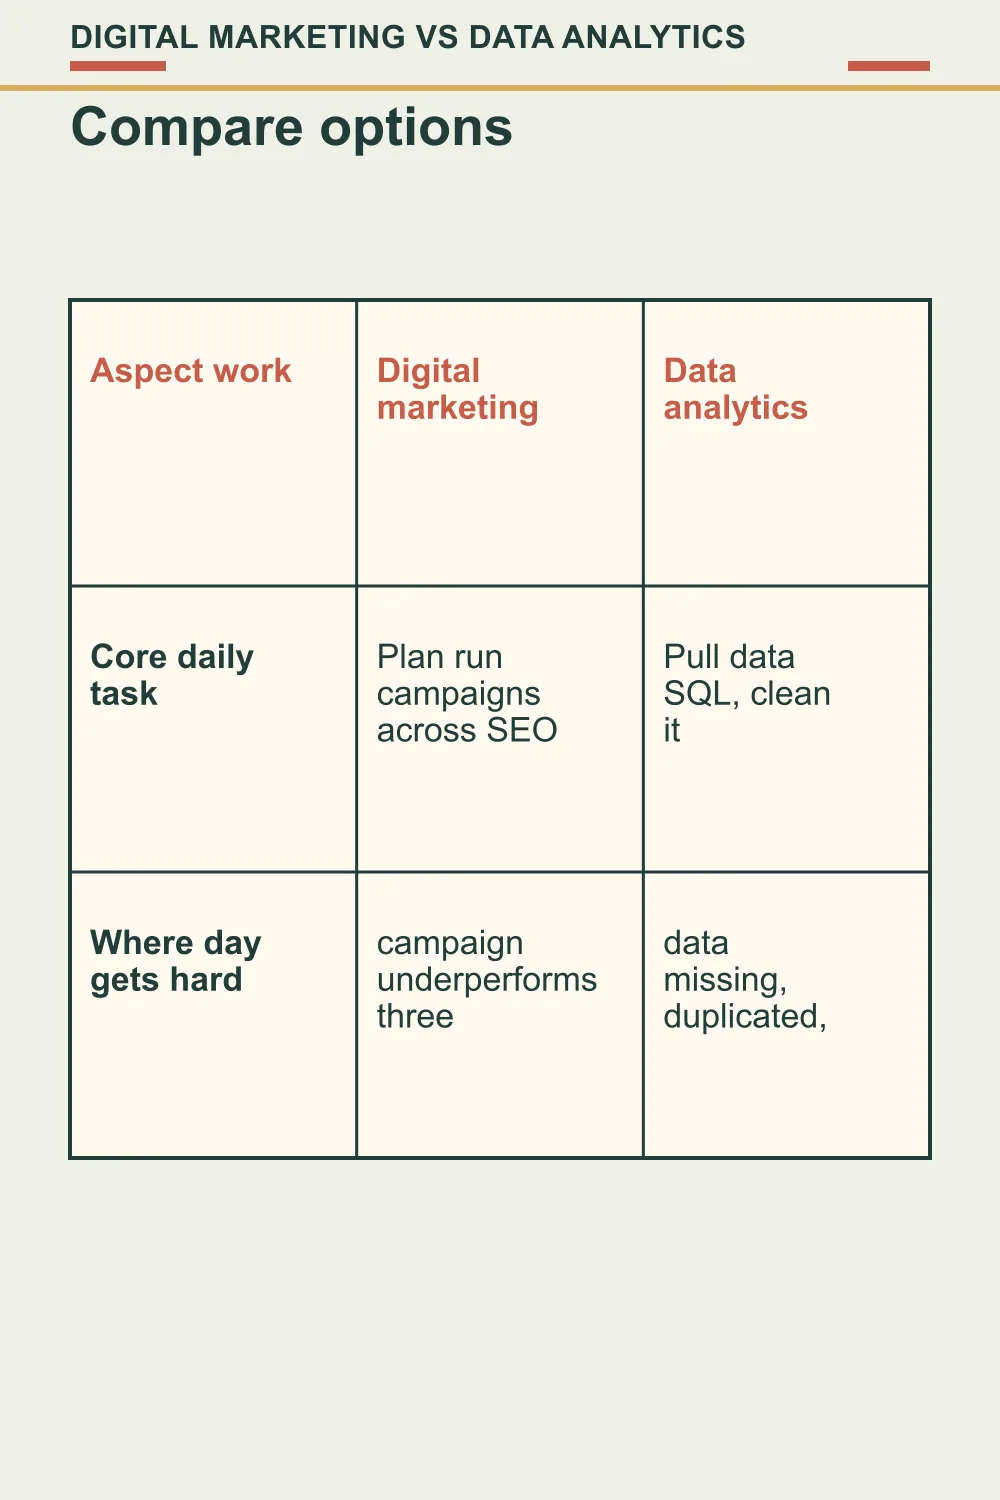 DIGITAL MARKETING VS DATA ANALYTICS
Compare options
Aspect work
Digital
marketing
Data
analytics
Core daily
task
Plan run
campaigns
across SEO
Pull data
SQL, clean
it
Where day
gets hard
campaign
underperforms
three
data
missing,
duplicated,